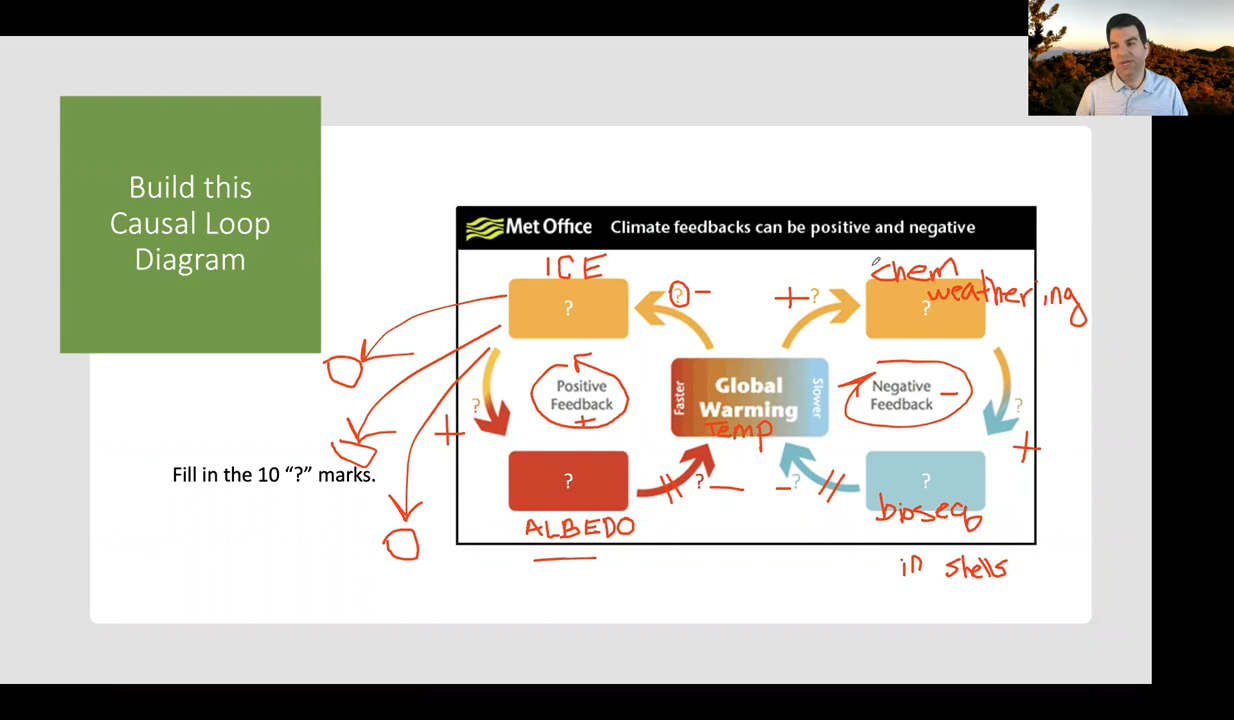 Build this
Causal Loop
Diagram
Fill in the 10 “?” marks.
Met Office Climate feedbacks can be positive and negative
ICE
chem
weathering
?
? -
+ ?
?
Positive
Feedback
+
Faster
Global
Warming
Slower
Temp
Negative
Feedback
-
?
+
?
+
?
? -
- ?
?
ALBEDO
bioseq
in shells